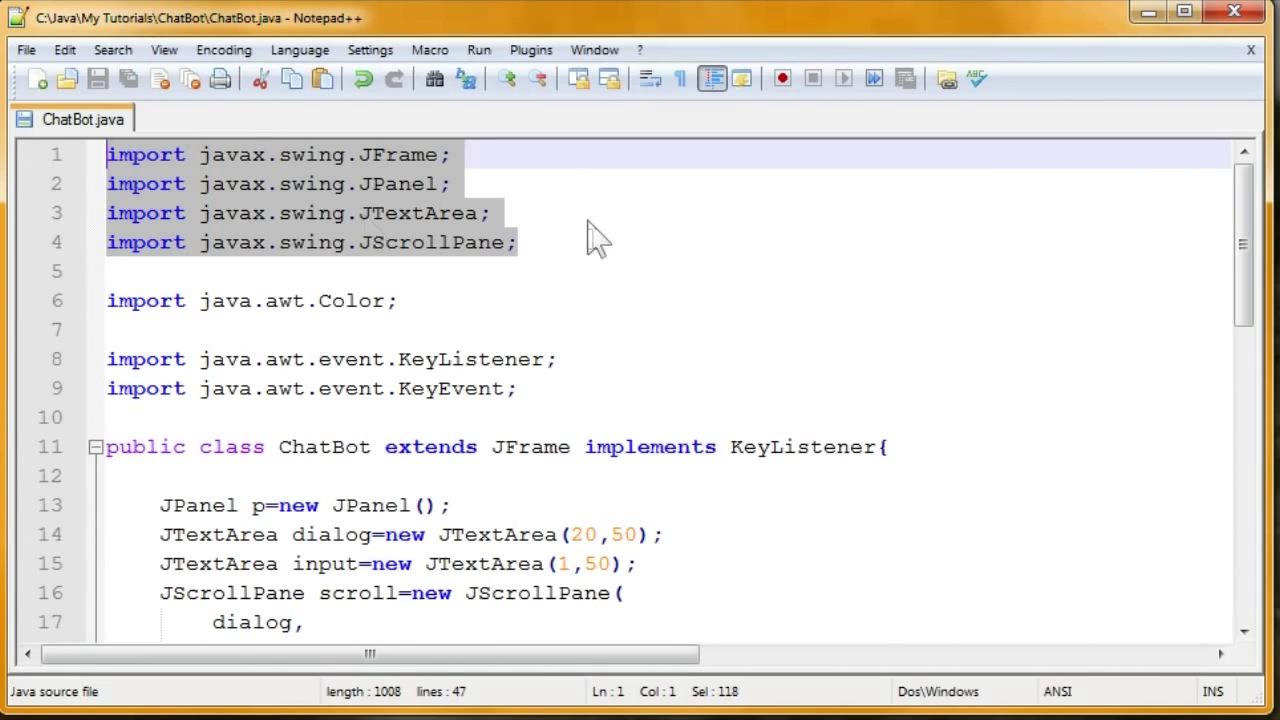 C:\Java\My Tutorials\ChatBot\ChatBot.java - Notepad++
File Edit Search View Encoding Language Settings Macro Run Plugins Window ? X
ABC
ChatBot.java
1 import javax.swing.JFrame;
2 import javax.swing.JPanel;
3 import javax.swing.JTextArea;
4 import javax.swing.JScrollPane;
5
6 import java.awt.Color;
7
8 import java.awt.event.KeyListener;
9 import java.awt.event.KeyEvent;
10
11 public class ChatBot extends JFrame implements KeyListener{
12
13 JPanel p=new JPanel();
14 JTextArea dialog=new JTextArea(20,50);
15 JTextArea input=new JTextArea(1,50);
16 JScrollPane scroll=new JScrollPane(
17 dialog,
Java source file length : 1008 lines : 47 Ln : 1 Col : 1 Sel : 118 Dos\Windows ANSI INS